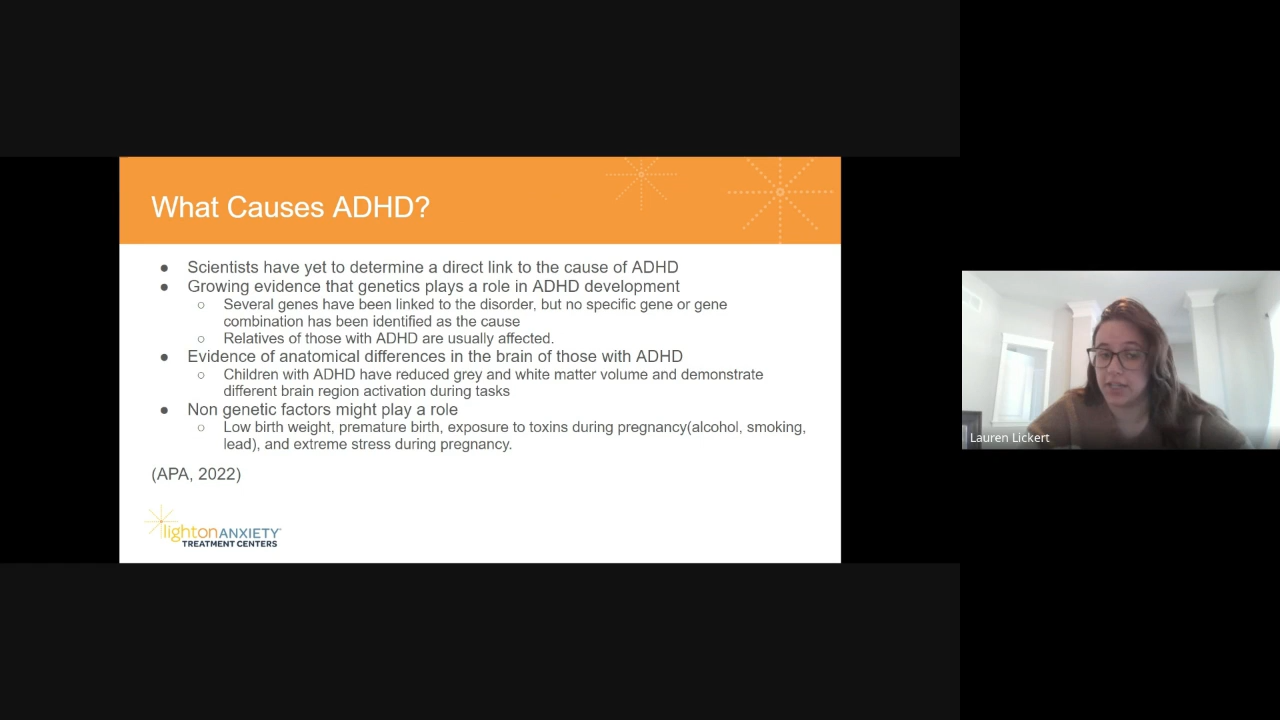 What Causes ADHD?
● Scientists have yet to determine a direct link to the cause of ADHD
● Growing evidence that genetics plays a role in ADHD development
○ Several genes have been linked to the disorder, but no specific gene or gene
combination has been identified as the cause
○ Relatives of those with ADHD are usually affected.
● Evidence of anatomical differences in the brain of those with ADHD
○ Children with ADHD have reduced grey and white matter volume and demonstrate
different brain region activation during tasks
● Non genetic factors might play a role
○ Low birth weight, premature birth, exposure to toxins during pregnancy(alcohol, smoking,
lead), and extreme stress during pregnancy.
(APA, 2022)
lightonANXIETY
TREATMENT CENTERS
Lauren Lickert